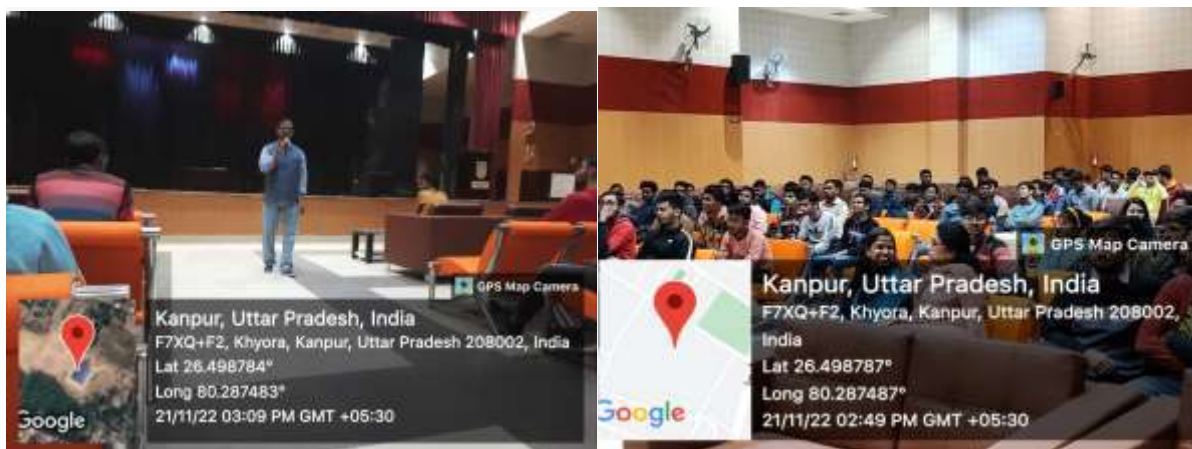 GPS Map Camera
Kanpur, Uttar Pradesh, India
F7XQ+F2, Khyora, Kanpur, Uttar Pradesh 208002, India
Lat 26.498784°
Long 80.287483°
21/11/22 03:09 PM GMT +05:30
Google
GPS Map Camera
Kanpur, Uttar Pradesh, India
F7XQ+F2, Khyora, Kanpur, Uttar Pradesh 208002,
India
Lat 26.498787°
Long 80.287487°
21/11/22 02:49 PM GMT +05:30
Google